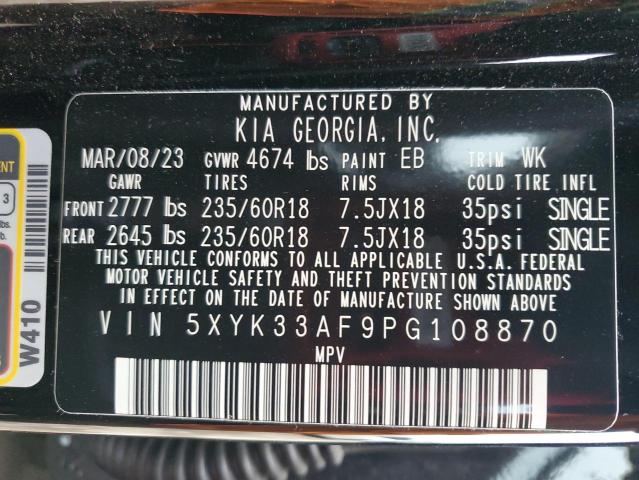 MANUFACTURED BY
KIA GEORGIA, INC.
MAR/08/23 GVWR 4674 lbs PAINT EB TRIM WK
GAWR TIRES RIMS COLD TIRE INFL
FRONT 2777 lbs 235/60R18 7.5JX18 35psi SINGLE
REAR 2645 lbs 235/60R18 7.5JX18 35psi SINGLE
THIS VEHICLE CONFORMS TO ALL APPLICABLE U.S.A. FEDERAL
MOTOR VEHICLE SAFETY AND THEFT PREVENTION STANDARDS
IN EFFECT ON THE DATE OF MANUFACTURE SHOWN ABOVE
VIN 5XYK33AF9PG108870
MPV
3
lbs.
W410